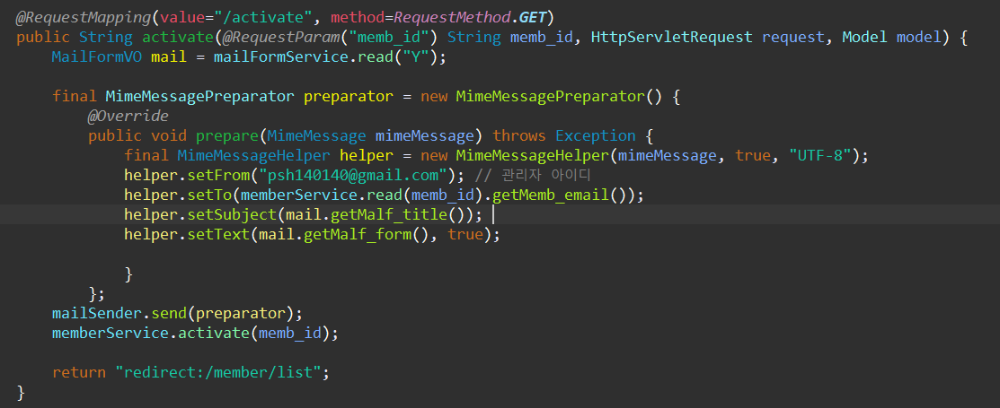 @RequestMapping(value="/activate", method=RequestMethod.GET)
public String activate(@RequestParam("memb_id") String memb_id, HttpServletRequest request, Model model) {
    MailFormVO mail = mailFormService.read("Y");
    final MimeMessagePreparator preparator = new MimeMessagePreparator() {
        @Override
        public void prepare(MimeMessage mimeMessage) throws Exception {
            final MimeMessageHelper helper = new MimeMessageHelper(mimeMessage, true, "UTF-8");
            helper.setFrom("psh140140@gmail.com"); // 관리자 아이디
            helper.setTo(memberService.read(memb_id).getMemb_email());
            helper.setSubject(mail.getMalf_title());
            helper.setText(mail.getMalf_form(), true);
            }
        };
    mailSender.send(preparator);
    memberService.activate(memb_id);
    return "redirect:/member/list";
}